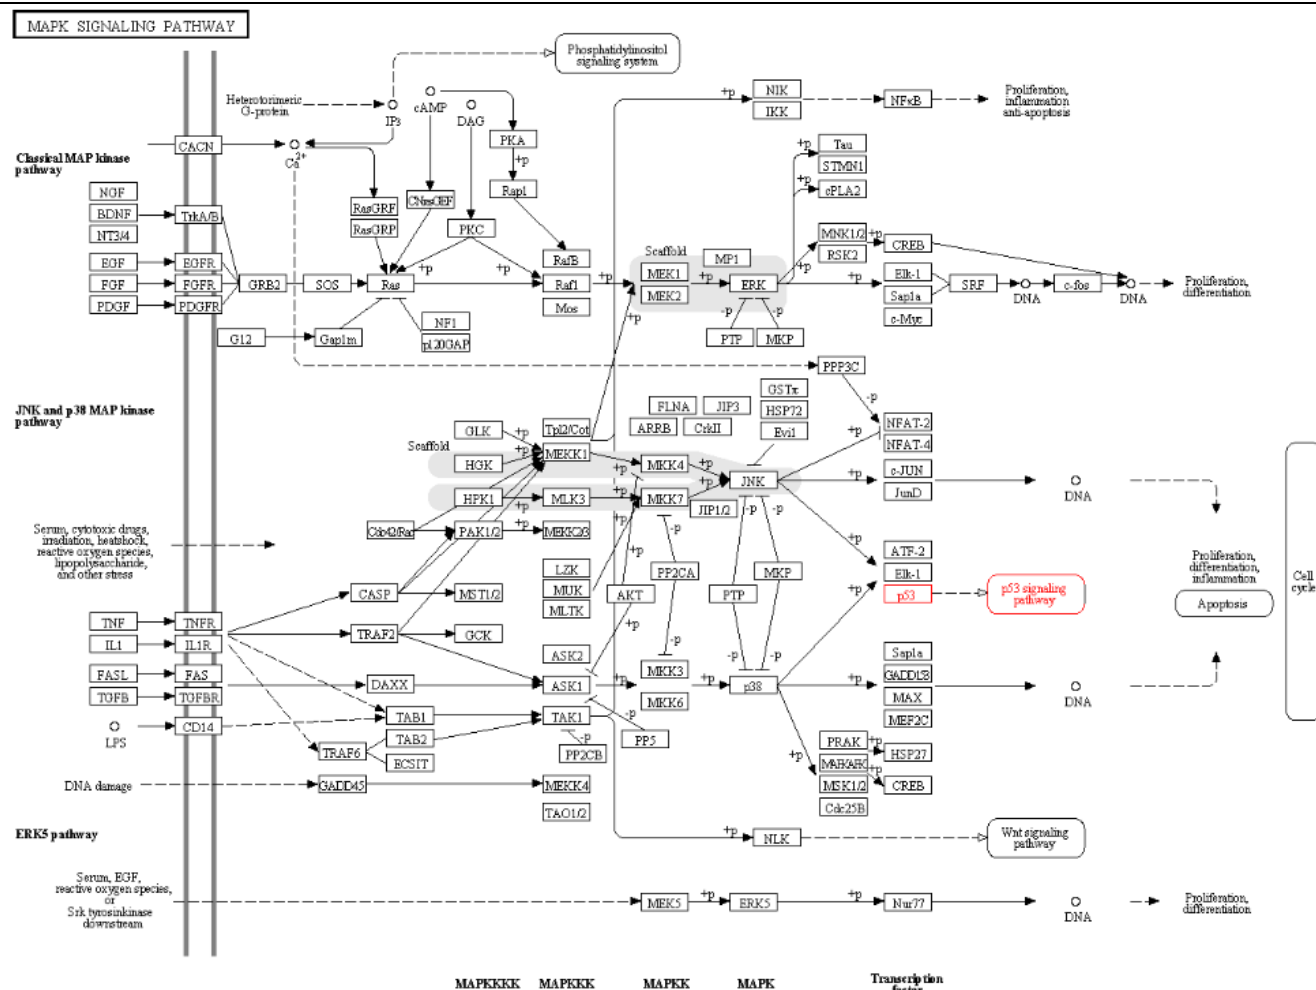 MAPK SIGNALING PATHWAY
Phosphatidylinositol
signaling system
Heterotrimeric
G-protein
IP3
cAMP
DAG
Ca2+
CACN
PKA
+p
Rap1
RasGRF
RasGRP
CNrasGEF
PKC
+p
NIK
IKK
NFκB
Proliferation,
inflammation
anti-apoptosis
Classical MAP kinase
pathway
NGF
BDNF
NT3/4
EGF
FGF
PDGF
TrkA/B
EGFR
FGFR
PDGFR
GRB2
SOS
Ras
+p
+p
RafB
Raf1
Mos
+p
G12
Gap1m
NF1
p120GAP
Scaffold
MEK1
MEK2
+p
MP1
ERK
-p
-p
PTP
MKP
+p
+p
+p
+p
Tau
STMN1
cPLA2
MNK1/2
RSK2
+p
CREB
Elk-1
Sap1a
c-Myc
SRF
DNA
c-fos
DNA
Proliferation,
differentiation
PPP3C
-p
JNK and p38 MAP kinase
pathway
Scaffold
GLK
HGK
HPK1
+p
+p
+p
+p
Tpl2/Cot
MEKK1
MLK3
MEKK2/3
Cdc42/Rac
PAK1/2
+p
FLNA
JIP3
ARRB
CrkII
GSTπ
HSP72
Evi1
+p
+p
MKK4
MKK7
+p
+p
JIP1/2
JNK
+p
+p
+p
NFAT-2
NFAT-4
c-JUN
JunD
DNA
Serum, cytotoxic drugs,
irradiation, heatshock,
reactive oxygen species,
lipopolysaccharide,
and other stress
LZK
MUK
MLTK
+p
+p
AKT
+p
-p
PP2CA
-p
-p
-p
PTP
MKP
-p
-p
ATF-2
Elk-1
p53
+p
p53 signaling
pathway
Proliferation,
differentiation,
inflammation
Apoptosis
Cell
cycle
CASP
MST1/2
TNF
IL1
TNFR
IL1R
TRAF2
GCK
FASL
TGFB
FAS
TGFBR
DAXX
ASK2
ASK1
+p
MKK3
MKK6
+p
p38
+p
Sap1a
GADD153
MAX
MEF2C
DNA
LPS
CD14
TAB1
TAB2
ECSIT
TRAF6
TAK1
-p
-p
PP2CB
PP5
+p
PRAK
MAPKAPK
MSK1/2
Cdc25B
+p
+p
HSP27
CREB
DNA damage
GADD45
MEKK4
TAO1/2
ERK5 pathway
+p
NLK
Wnt signaling
pathway
Serum, EGF,
reactive oxygen species,
or
Srk tyrosinkinase
downstream
MEK5
+p
ERK5
+p
Nur77
DNA
Proliferation,
differentiation
MAPKKKK
MAPKKK
MAPKK
MAPK
Transcription
factor